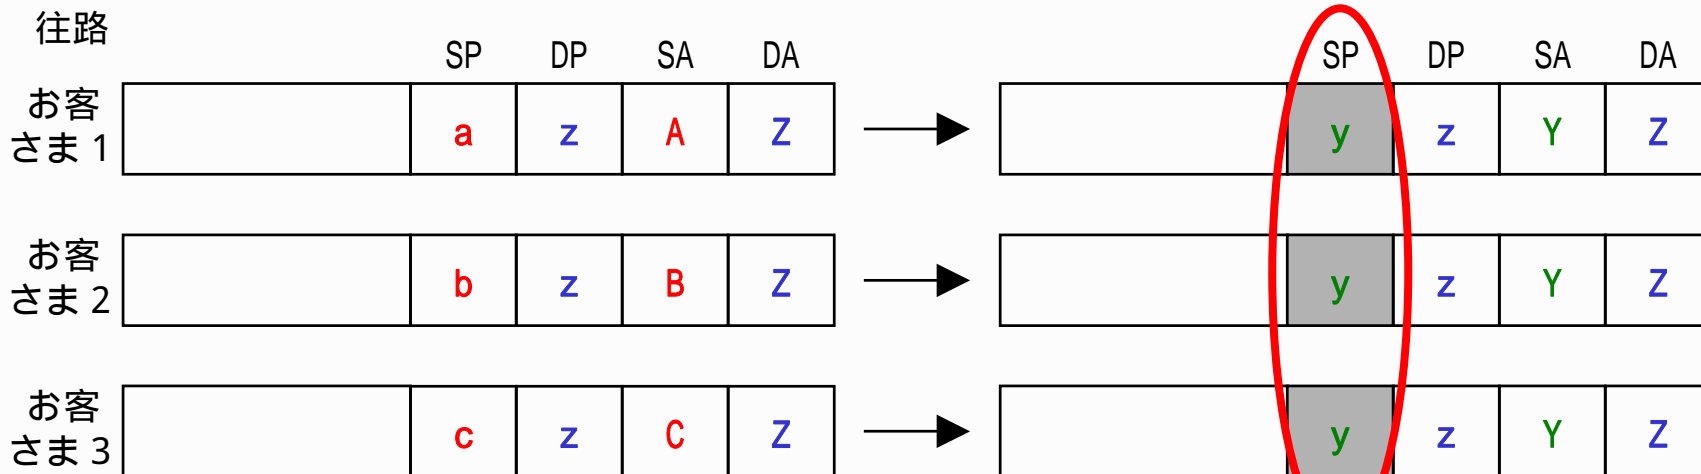 往路
SP DP SA DA SP DP SA DA
お客
さま 1
a z A Z y z Y Z
お客
さま 2
b z B Z y z Y Z
お客
さま 3
c z C Z y z Y Z